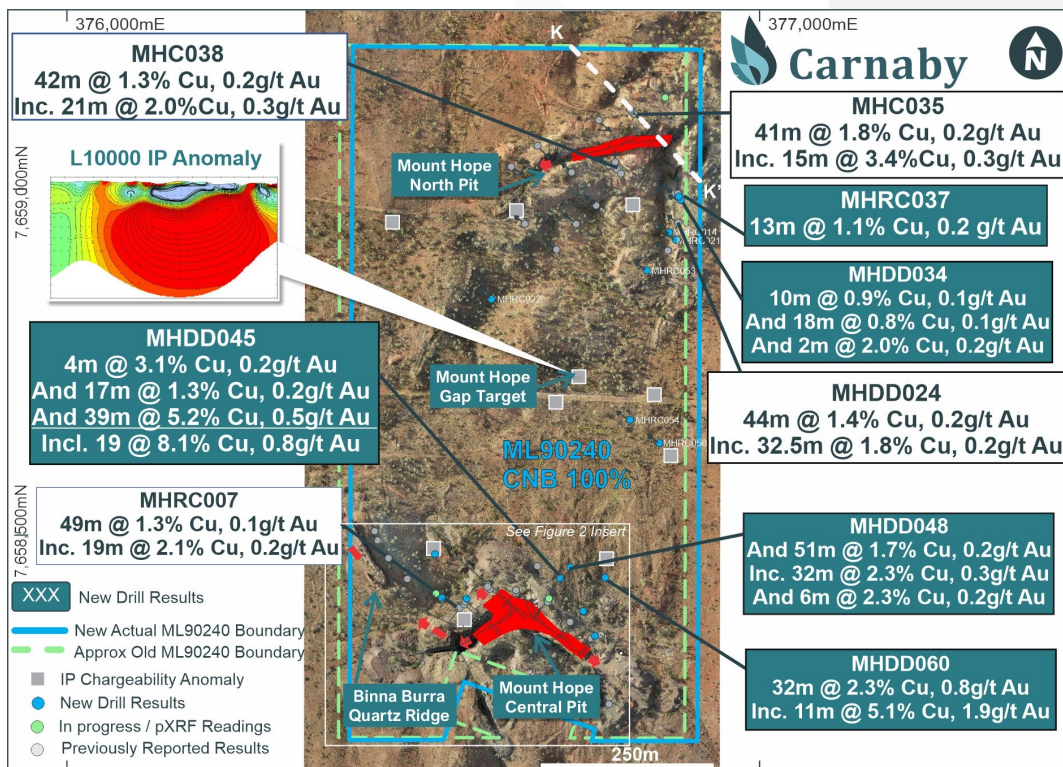 376,000mE
377,000mE
7,659,000mN
7,658,500mN
Carnaby
N
MHC038
42m @ 1.3% Cu, 0.2g/t Au
Inc. 21m @ 2.0%Cu, 0.3g/t Au
L10000 IP Anomaly
MHDD045
4m @ 3.1% Cu, 0.2g/t Au
And 17m @ 1.3% Cu, 0.2g/t Au
And 39m @ 5.2% Cu, 0.5g/t Au
Incl. 19 @ 8.1% Cu, 0.8g/t Au
MHRC007
49m @ 1.3% Cu, 0.1g/t Au
Inc. 19m @ 2.1% Cu, 0.2g/t Au
XXX New Drill Results
New Actual ML90240 Boundary
Approx Old ML90240 Boundary
IP Chargeability Anomaly
New Drill Results
In progress / pXRF Readings
Previously Reported Results
K
K'
Mount Hope
North Pit
MHRC014
MHRC021
MHRC053
MHRC022
Mount Hope
Gap Target
MHRC054
MHRC056
ML90240
CNB 100%
See Figure 2 Insert
Binna Burra
Quartz Ridge
Mount Hope
Central Pit
250m
MHC035
41m @ 1.8% Cu, 0.2g/t Au
Inc. 15m @ 3.4%Cu, 0.3g/t Au
MHRC037
13m @ 1.1% Cu, 0.2 g/t Au
MHDD034
10m @ 0.9% Cu, 0.1g/t Au
And 18m @ 0.8% Cu, 0.1g/t Au
And 2m @ 2.0% Cu, 0.2g/t Au
MHDD024
44m @ 1.4% Cu, 0.2g/t Au
Inc. 32.5m @ 1.8% Cu, 0.2g/t Au
MHDD048
And 51m @ 1.7% Cu, 0.2g/t Au
Inc. 32m @ 2.3% Cu, 0.3g/t Au
And 6m @ 2.3% Cu, 0.2g/t Au
MHDD060
32m @ 2.3% Cu, 0.8g/t Au
Inc. 11m @ 5.1% Cu, 1.9g/t Au